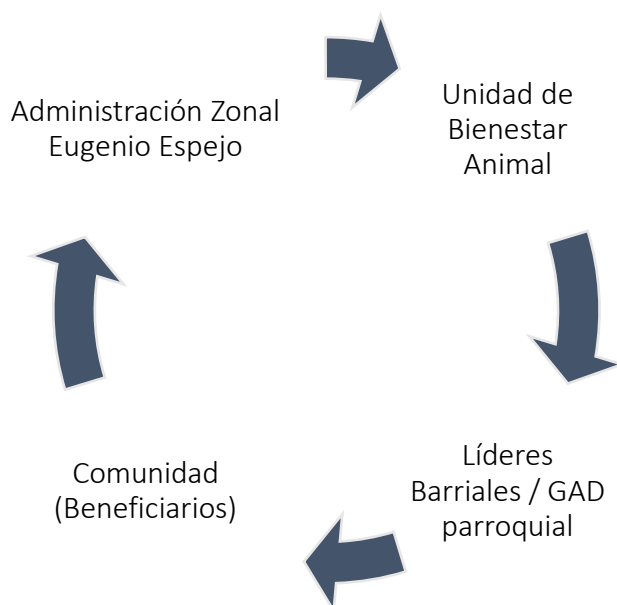 Administración Zonal
Eugenio Espejo
Unidad de
Bienestar
Animal
Líderes
Barriales / GAD
parroquial
Comunidad
(Beneficiarios)